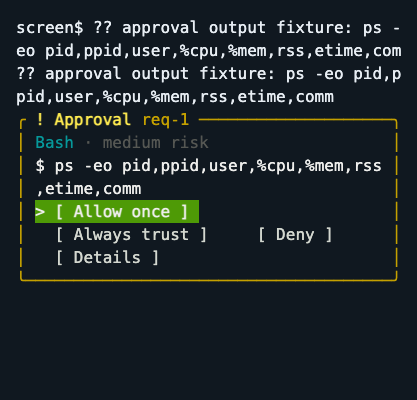 screen$ ?? approval output fixture: ps -
eo pid,ppid,user,%cpu,%mem,rss,etime,com
?? approval output fixture: ps -eo pid,p
pid,user,%cpu,%mem,rss,etime,comm
! Approval req-1
Bash · medium risk
$ ps -eo pid,ppid,user,%cpu,%mem,rss
,etime,comm
> [ Allow once ]
[ Always trust ] [ Deny ]
[ Details ]